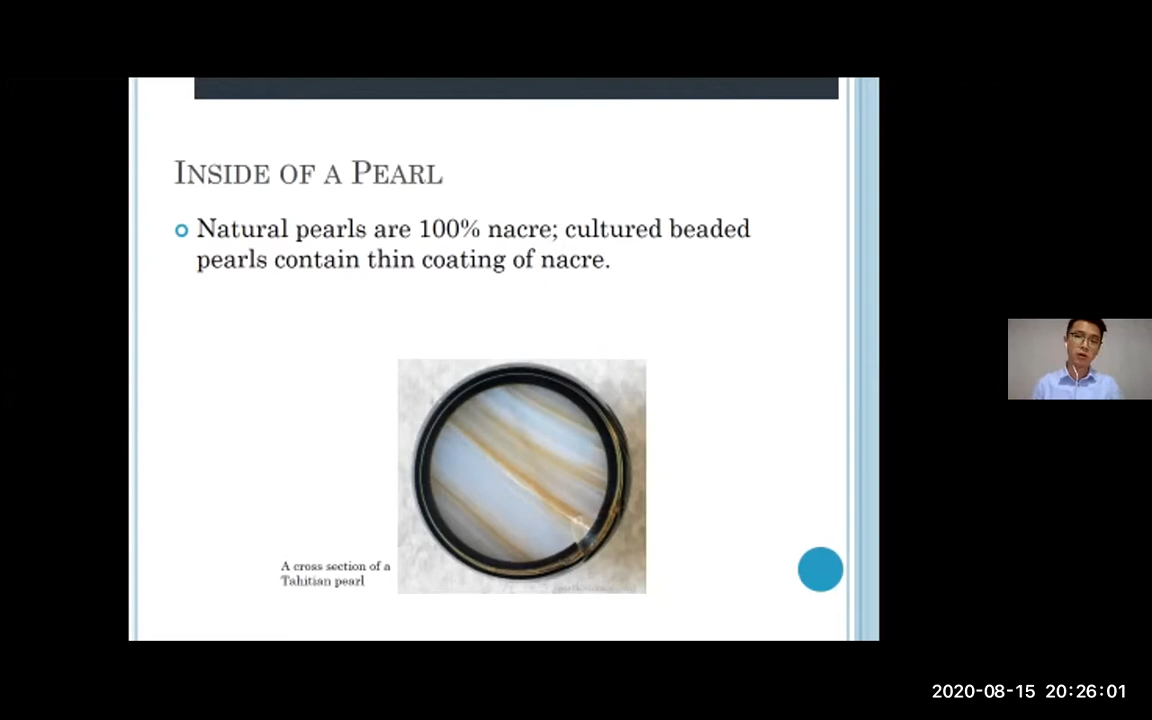 INSIDE OF A PEARL
Natural pearls are 100% nacre; cultured beaded
pearls contain thin coating of nacre.
A cross section of a
Tahitian pearl
2020-08-15 20:26:01